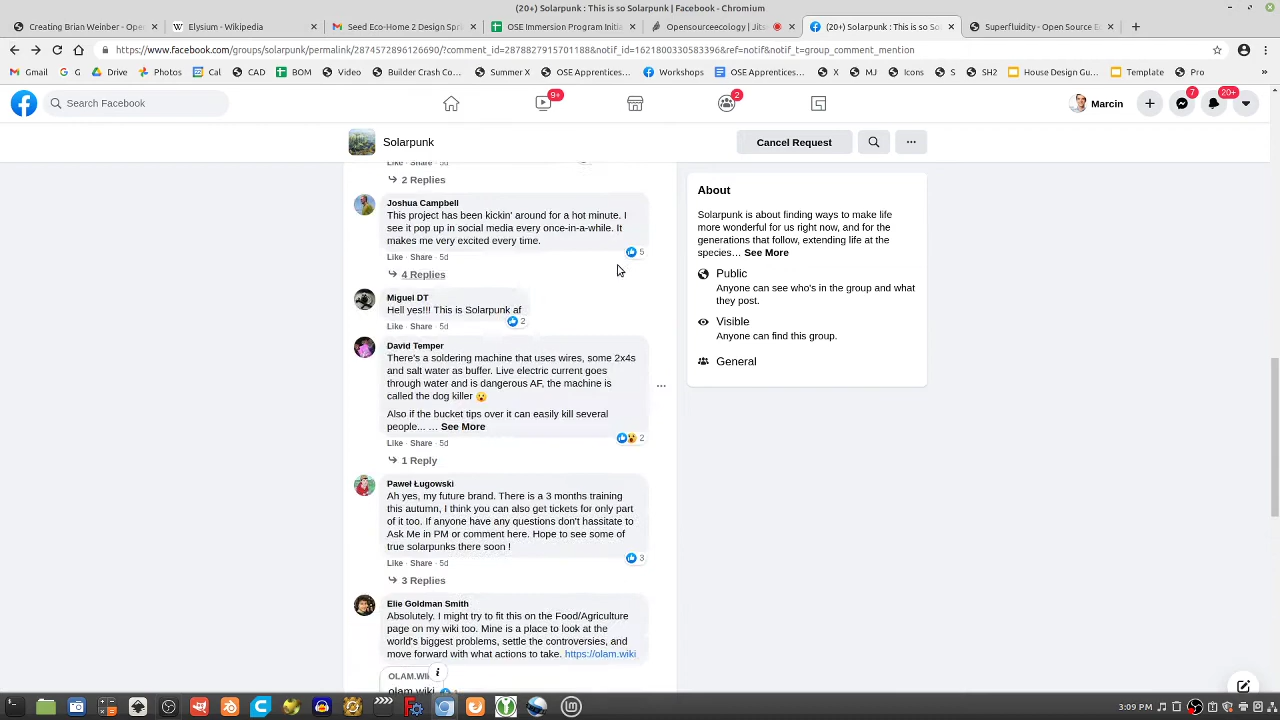 (20+) Solarpunk : This is so Solarpunk | Facebook - Chromium
Creating Brian Weinber - Open
Elysium - Wikipedia
Seed Eco-Home 2 Design Spri
OSE Immersion Program Initia
Opensourceecology | Jits
(20+) Solarpunk : This is so So
Superfluidity - Open Source E
https://www.facebook.com/groups/solarpunk/permalink/2874572896126690/?comment_id=2878827915701188&notif_id=1621800330583396&ref=notif&notif_t=group_comment_mention
Gmail
G
Drive
Photos
Cal
CAD
BOM
Video
Builder Crash Co...
Summer X
OSE Apprentices...
Workshops
OSE Apprentices...
X
MJ
Icons
S
SH2
House Design Gu...
Template
Pro
Search Facebook
9+
2
Marcin
7
20+
Solarpunk
Cancel Request
Like · Share · 5d
2 Replies
Joshua Campbell
This project has been kickin' around for a hot minute. I
see it pop up in social media every once-in-a-while. It
makes me very excited every time.
5
Like · Share · 5d
4 Replies
Miguel DT
Hell yes!!! This is Solarpunk af
2
Like · Share · 5d
David Temper
There's a soldering machine that uses wires, some 2x4s
and salt water as buffer. Live electric current goes
through water and is dangerous AF, the machine is
called the dog killer 😮
Also if the bucket tips over it can easily kill several
people... … See More
2
Like · Share · 5d
1 Reply
Paweł Ługowski
Ah yes, my future brand. There is a 3 months training
this autumn, I think you can also get tickets for only part
of it too. If anyone have any questions don't hassitate to
Ask Me in PM or comment here. Hope to see some of
true solarpunks there soon !
3
Like · Share · 5d
3 Replies
Elie Goldman Smith
Absolutely. I might try to fit this on the Food/Agriculture
page on my wiki too. Mine is a place to look at the
world's biggest problems, settle the controversies, and
move forward with what actions to take. https://olam.wiki
OLAM.WI
olam.wiki
About
Solarpunk is about finding ways to make life
more wonderful for us right now, and for the
generations that follow, extending life at the
species… See More
Public
Anyone can see who's in the group and what
they post.
Visible
Anyone can find this group.
General
3:09 PM